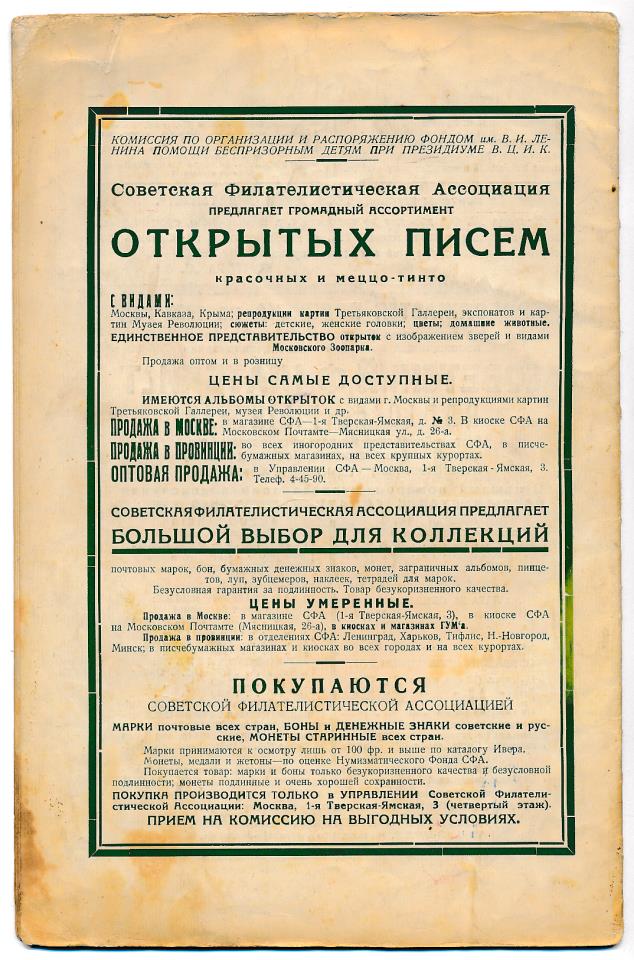 КОМИССИЯ ПО ОРГАНИЗАЦИИ И РАСПОРЯЖЕНИЮ ФОНДОМ им. В. И. ЛЕ-
НИНА ПОМОЩИ БЕСПРИЗОРНЫМ ДЕТЯМ ПРИ ПРЕЗИДИУМЕ В. Ц. И. К.
Советская Филателистическая Ассоциация
ПРЕДЛАГАЕТ ГРОМАДНЫЙ АССОРТИМЕНТ
ОТКРЫТЫХ ПИСЕМ
красочных и меццо-тинто
С ВИДАМИ:
Москвы, Кавказа, Крыма; репродукции картин Третьяковской Галлереи, экспонатов и кар-
тин Музея Революции; сюжеты: детские, женские головки; цветы; домашние животные.
ЕДИНСТВЕННОЕ ПРЕДСТАВИТЕЛЬСТВО открыток с изображением зверей и видами
Московского Зоопарка.
Продажа оптом и в розницу
ЦЕНЫ САМЫЕ ДОСТУПНЫЕ.
ИМЕЮТСЯ АЛЬБОМЫ ОТКРЫТОК с видами г. Москвы и репродукциями картин
Третьяковской Галлереи, музея Революции и др.
ПРОДАЖА В МОСКВЕ: в магазине СФА—1-я Тверская-Ямская, д. № 3. В киоске СФА на
Московском Почтамте—Мясницкая ул., д. 26-а.
ПРОДАЖА В ПРОВИНЦИИ: во всех иногородних представительствах СФА, в писче-
бумажных магазинах, на всех крупных курортах.
ОПТОВАЯ ПРОДАЖА: в Управлении СФА—Москва, 1-я Тверская-Ямская, 3.
Телеф. 4-45-90.
СОВЕТСКАЯ ФИЛАТЕЛИСТИЧЕСКАЯ АССОЦИАЦИЯ ПРЕДЛАГАЕТ
БОЛЬШОЙ ВЫБОР ДЛЯ КОЛЛЕКЦИЙ
почтовых марок, бон, бумажных денежных знаков, монет, заграничных альбомов, пинце-
тов, луп, зубцемеров, наклеек, тетрадей для марок.
Безусловная гарантия за подлинность. Товар безукоризненного качества.
ЦЕНЫ УМЕРЕННЫЕ.
Продажа в Москве: в магазине СФА (1-я Тверская-Ямская, 3), в киоске СФА
на Московском Почтамте (Мясницкая, 26-а), в киосках и магазинах ГУМ'а.
Продажа в провинции: в отделениях СФА: Ленинград, Харьков, Тифлис, Н.-Новгород,
Минск; в писчебумажных магазинах и киосках во всех городах и на всех курортах.
ПОКУПАЮТСЯ
СОВЕТСКОЙ ФИЛАТЕЛИСТИЧЕСКОЙ АССОЦИАЦИЕЙ
МАРКИ почтовые всех стран, БОНЫ и ДЕНЕЖНЫЕ ЗНАКИ советские и рус-
ские, МОНЕТЫ СТАРИННЫЕ всех стран.
Марки принимаются к осмотру лишь от 100 фр. и выше по каталогу Ивера.
Монеты, медали и жетоны—по оценке Нумизматического Фонда СФА.
Покупается товар: марки и боны только безукоризненного качества и безусловной
подлинности; монеты подлинные и очень хорошей сохранности.
ПОКУПКА ПРОИЗВОДИТСЯ ТОЛЬКО в УПРАВЛЕНИИ Советской Филатели-
стической Ассоциации: Москва, 1-я Тверская-Ямская, 3 (четвертый этаж).
ПРИЕМ НА КОМИССИЮ НА ВЫГОДНЫХ УСЛОВИЯХ.